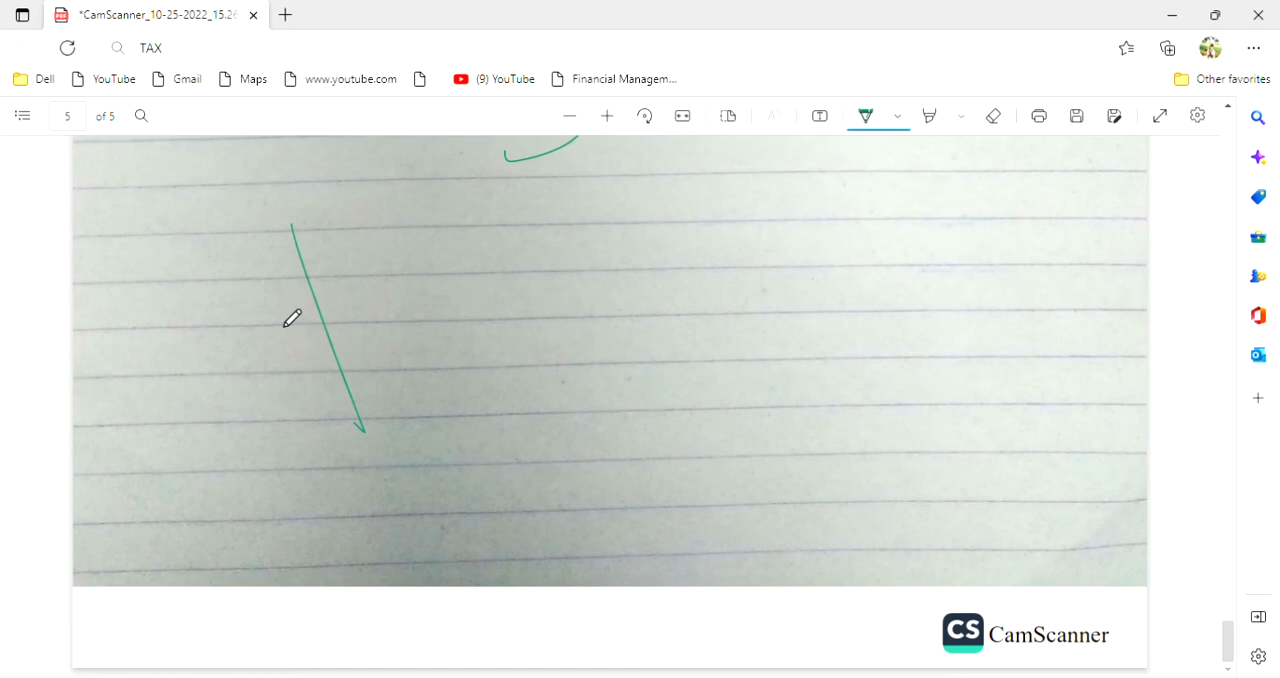 *CamScanner_10-25-2022_15.26
TAX
Dell YouTube Gmail Maps www.youtube.com (9) YouTube Financial Managem... Other favorites
5 of 5
CS CamScanner